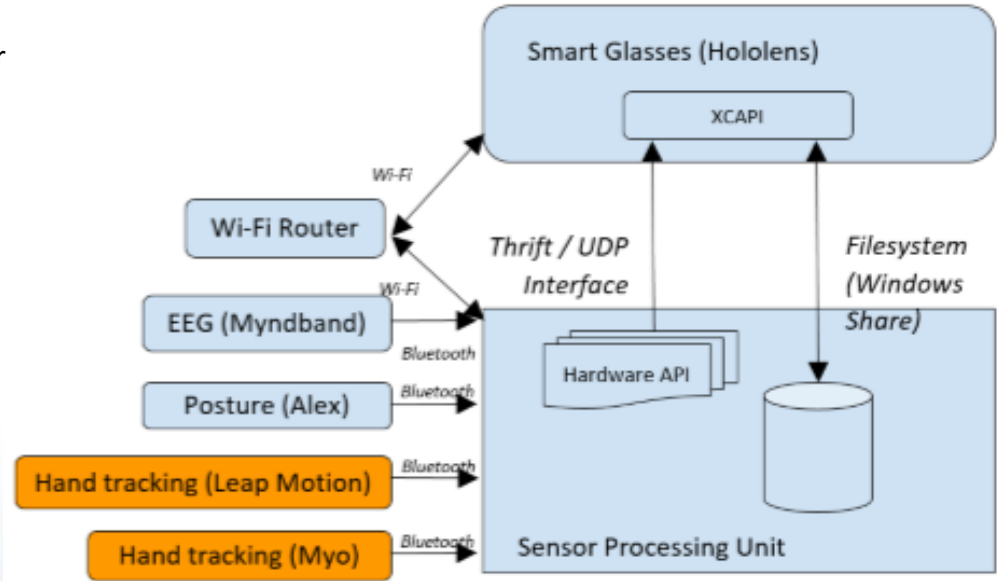 r
Smart Glasses (Hololens)
XCAPI
Wi-Fi
Wi-Fi Router
Thrift / UDP
Interface
Filesystem
(Windows
Share)
Wi-Fi
EEG (Myndband)
Bluetooth
Hardware API
Posture (Alex)
Bluetooth
Hand tracking (Leap Motion)
Bluetooth
Hand tracking (Myo)
Bluetooth
Sensor Processing Unit